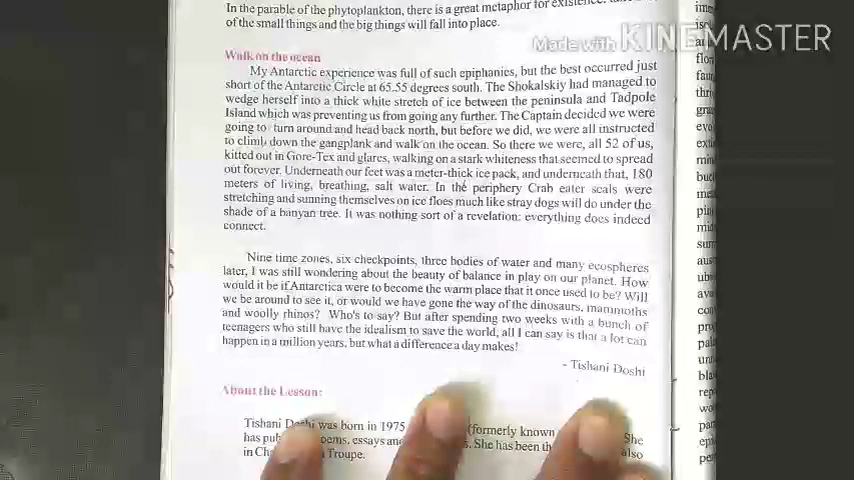 In the parable of the phytoplankton, there is a great metaphor for existence.
of the small things and the big things will fall into place.
Made with KINEMASTER
Walk on the ocean
My Antarctic experience was full of such epiphanies, but the best occurred just
short of the Antarctic Circle at 65.55 degrees south. The Shokalskiy had managed to
wedge herself into a thick white stretch of ice between the peninsula and Tadpole
Island which was preventing us from going any further. The Captain decided we were
going to turn around and head back north, but before we did, we were all instructed
to climb down the gangplank and walk on the ocean. So there we were, all 52 of us,
kitted out in Gore-Tex and glares, walking on a stark whiteness that seemed to spread
out forever. Underneath our feet was a meter-thick ice pack, and underneath that, 180
meters of living, breathing, salt water. In the periphery Crab eater seals were
stretching and sunning themselves on ice floes much like stray dogs will do under the
shade of a banyan tree. It was nothing sort of a revelation: everything does indeed
connect.
Nine time zones, six checkpoints, three bodies of water and many ecospheres
later, I was still wondering about the beauty of balance in play on our planet. How
would it be if Antarctica were to become the warm place that it once used to be? Will
we be around to see it, or would we have gone the way of the dinosaurs, mammoths
and woolly rhinos? Who's to say? But after spending two weeks with a bunch of
teenagers who still have the idealism to save the world, all I can say is that a lot can
happen in a million years, but what a difference a day makes!
- Tishani Doshi
About the Lesson:
Tishani Doshi was born in 1975 (formerly known She
has poems, essays and She has been also
in Troupe.